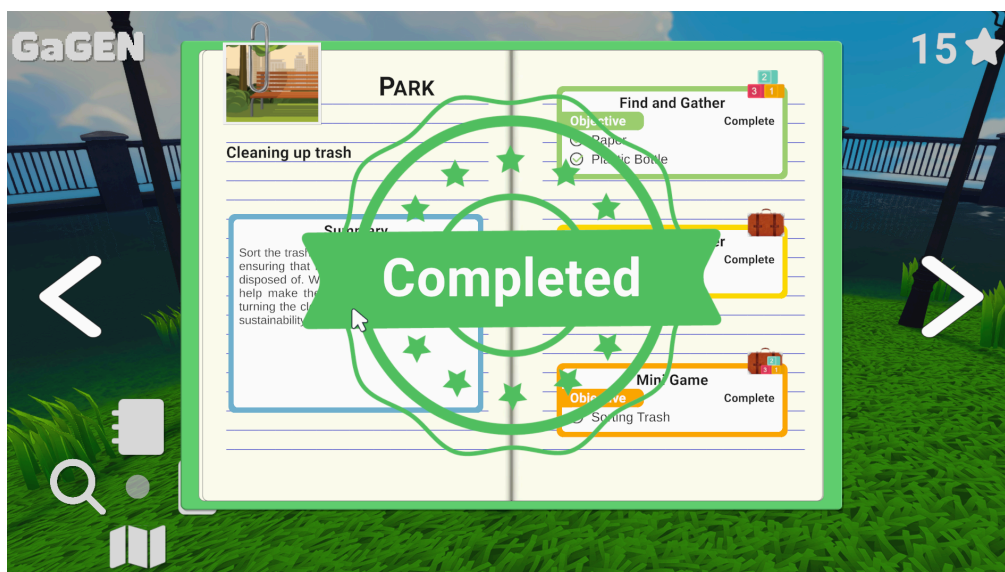 GaGEN
15
PARK
Cleaning up trash
Summary
Sort the trash
ensuring that
disposed of. W
help make the
turning the cl
sustainability
Completed
2
3 1
Find and Gather
Objective Complete
Paper
Plastic Bottle
Complete
3 1
Mini Game
Objective Complete
Sorting Trash